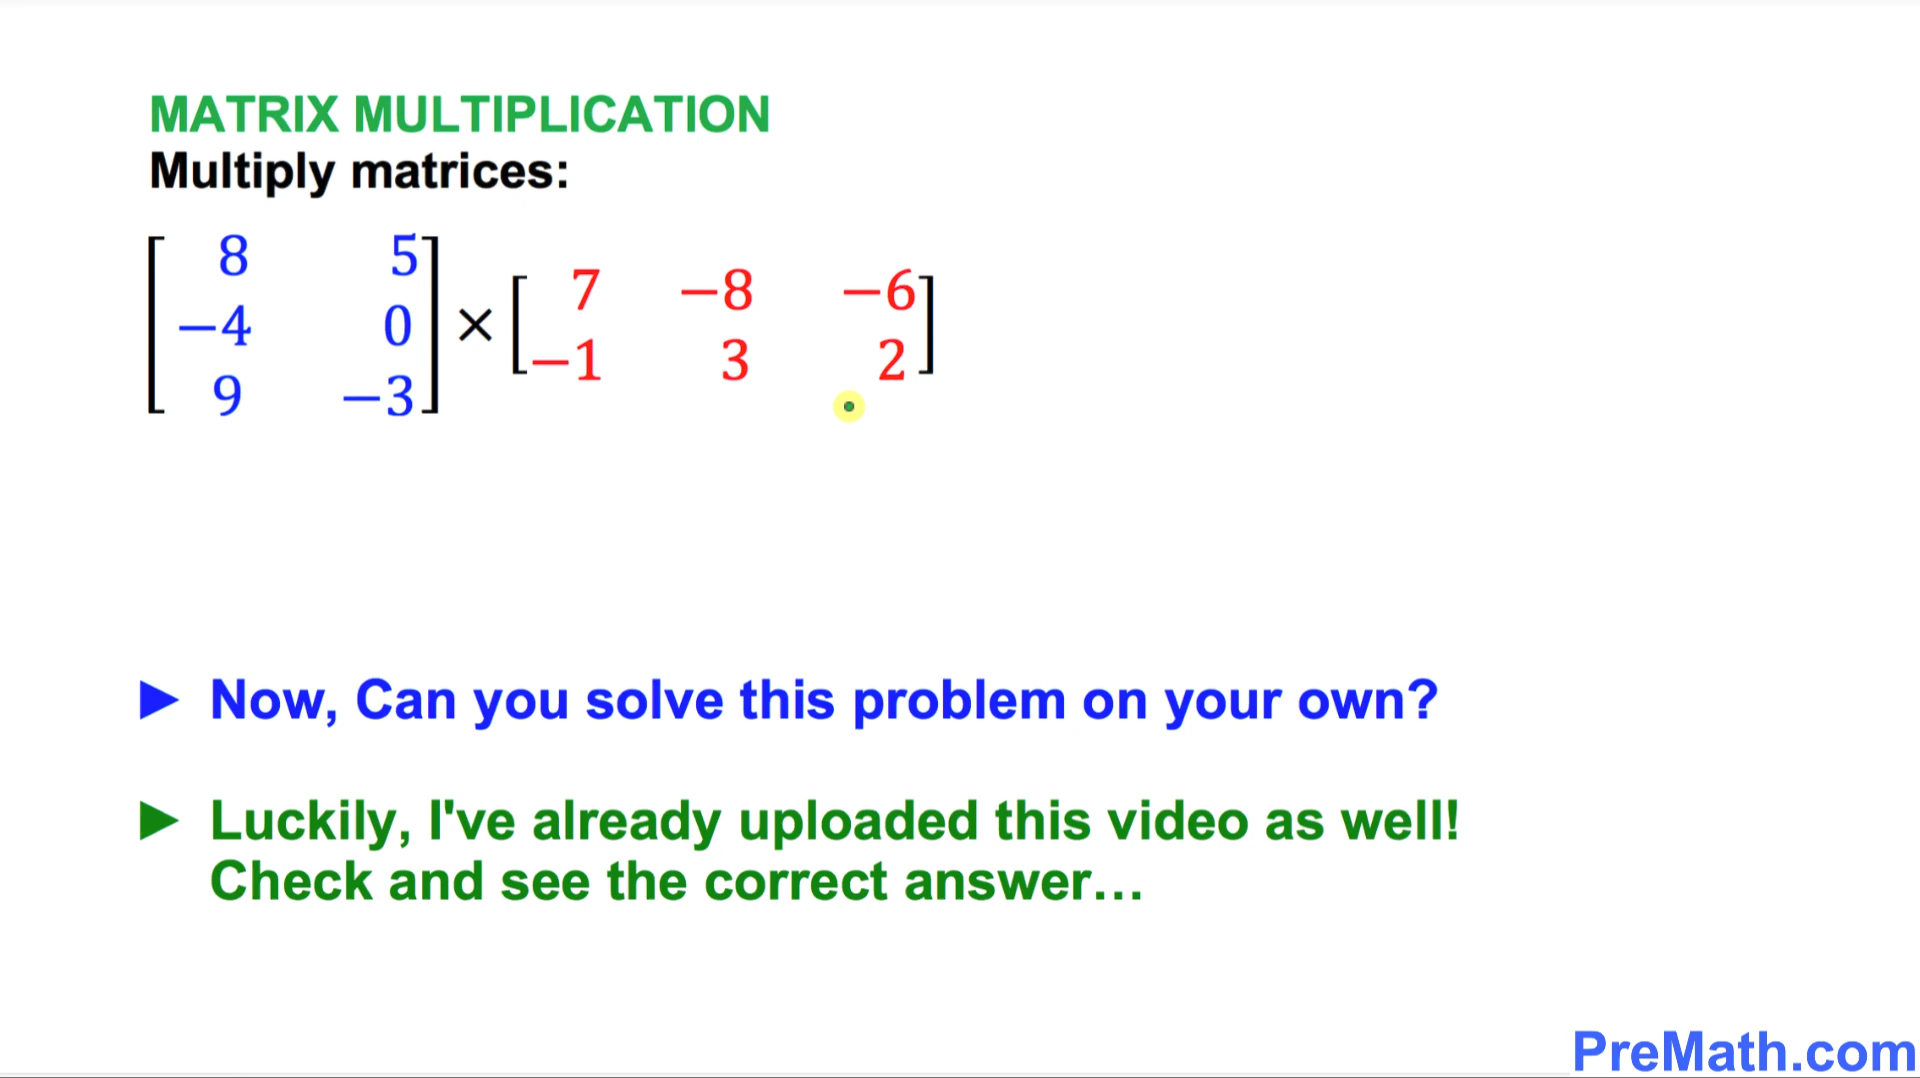 MATRIX MULTIPLICATION
Multiply matrices:
[8 5; −4 0; 9 −3] × [7 −8 −6; −1 3 2]
► Now, Can you solve this problem on your own?
► Luckily, I've already uploaded this video as well!
Check and see the correct answer...
PreMath.com